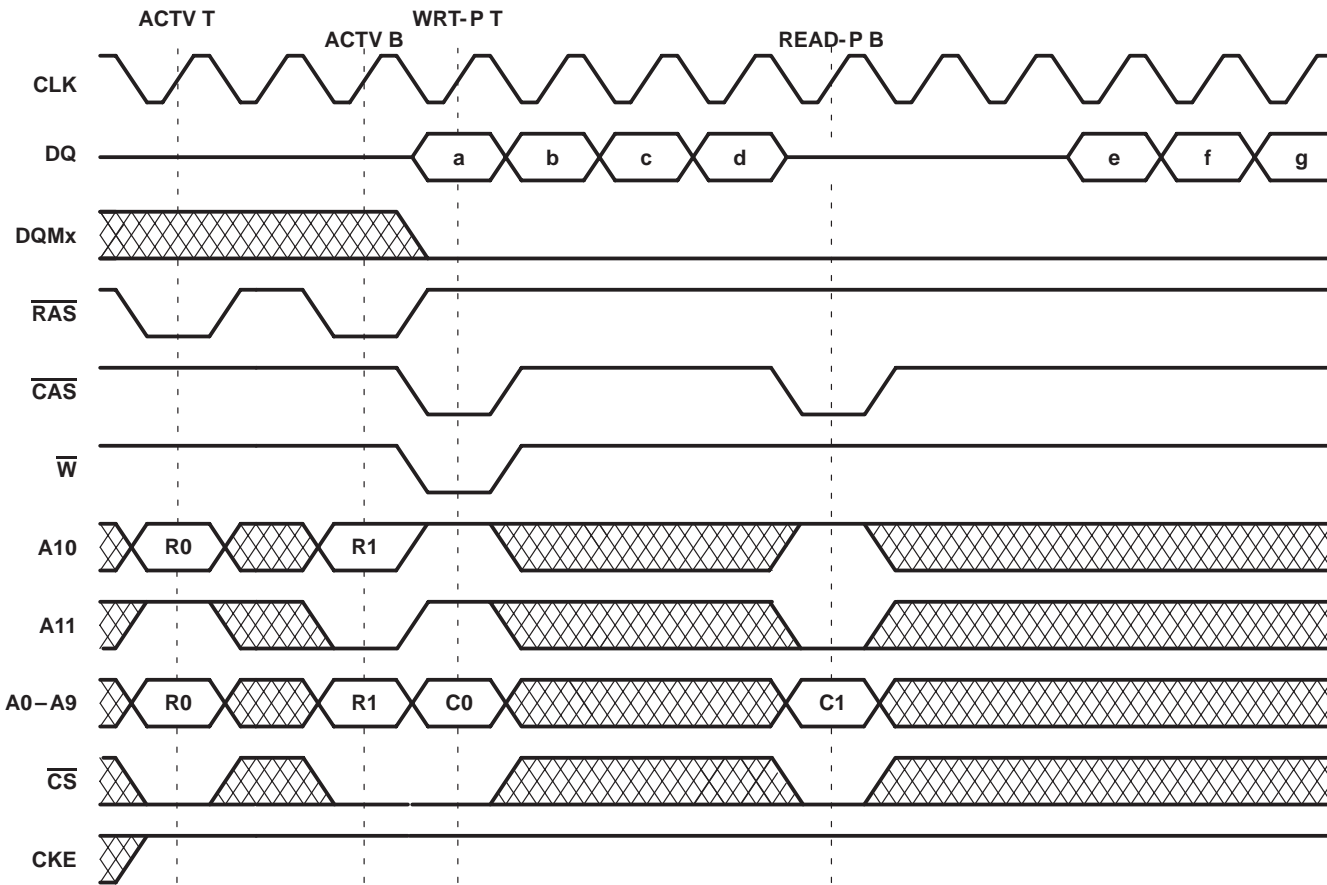 ACTV T
WRT-P T
ACTV B
READ-P B
CLK
DQ
a b c d e f g
DQMx
RAS
CAS
W
A10
R0 R1
A11
A0–A9
R0 R1 C0 C1
CS
CKE